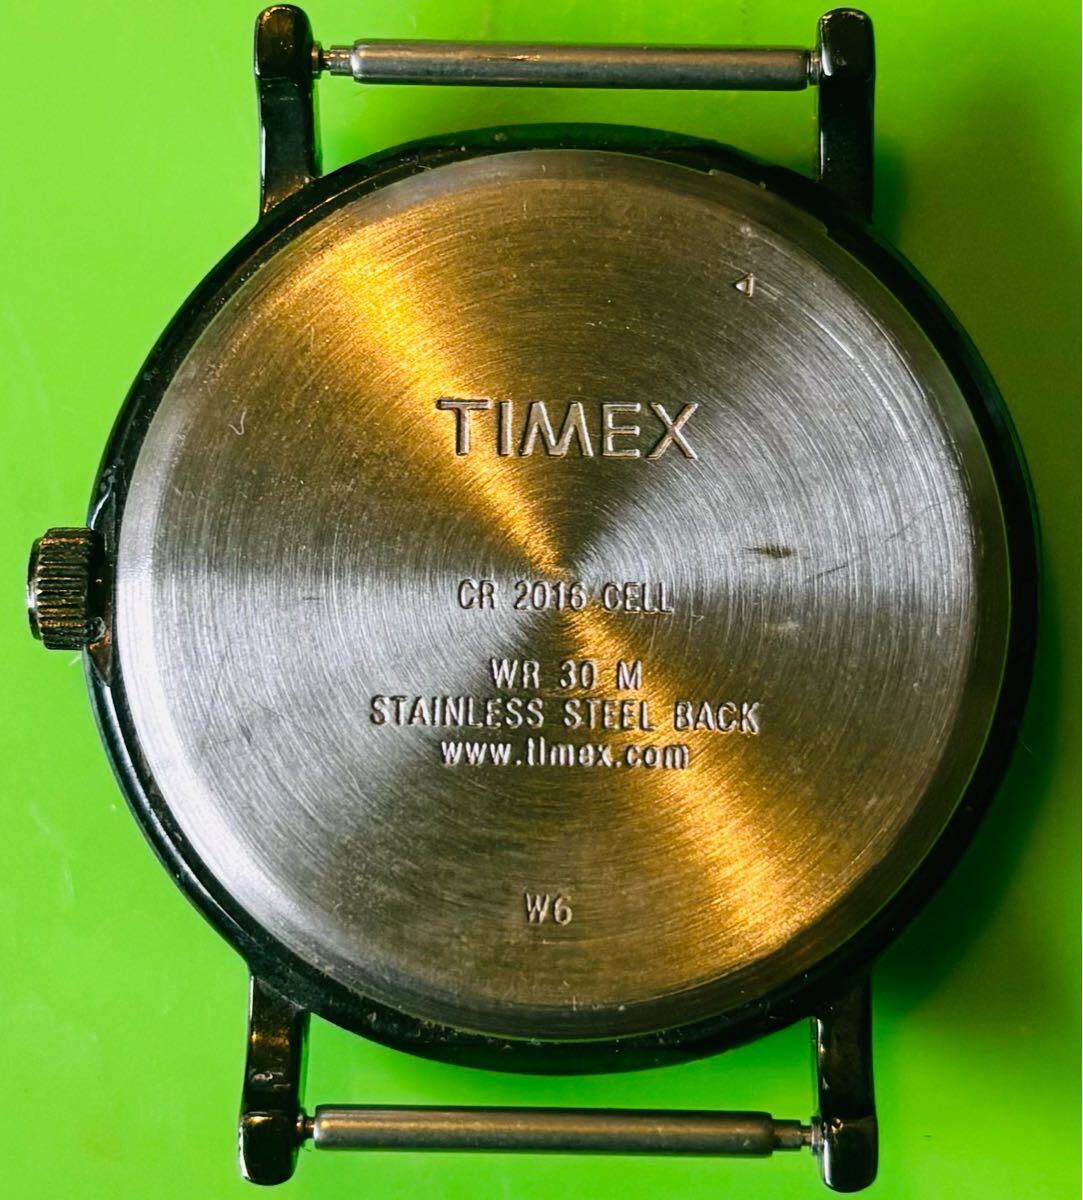 TIMEX
CR 2016 CELL
WR 30 M
STAINLESS STEEL BACK
www.timex.com
W6